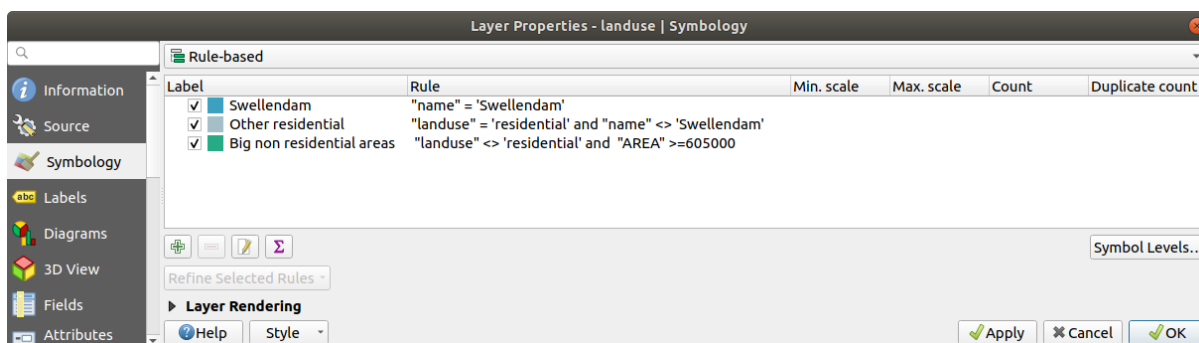 Layer Properties - landuse | Symbology
Rule-based
Information
Source
Symbology
abc Labels
Diagrams
3D View
Fields
Attributes
Label Rule Min. scale Max. scale Count Duplicate count
Swellendam "name" = 'Swellendam'
Other residential "landuse" = 'residential' and "name" <> 'Swellendam'
Big non residential areas "landuse" <> 'residential' and "AREA" >=605000
Σ
Symbol Levels…
Refine Selected Rules
Layer Rendering
Help Style Apply Cancel OK